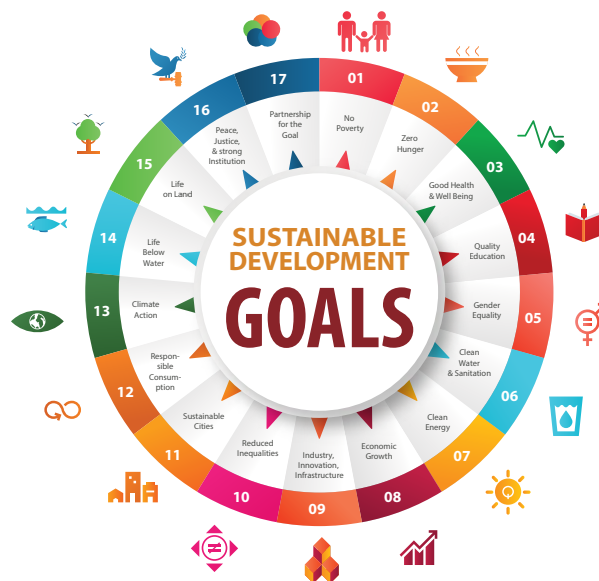 SUSTAINABLE
DEVELOPMENT
GOALS
01
No
Poverty
02
Zero
Hunger
03
Good Health
& Well Being
04
Quality
Education
05
Gender
Equality
06
Clean
Water
& Sanitation
07
Clean
Energy
08
Economic
Growth
09
Industry,
Innovation,
Infrastructure
10
Reduced
Inequalities
11
Sustainable
Cities
12
Respon-
sible
Consum-
ption
13
Climate
Action
14
Life
Below
Water
15
Life
on Land
16
Peace,
Justice,
& strong
Institution
17
Partnership
for the
Goal